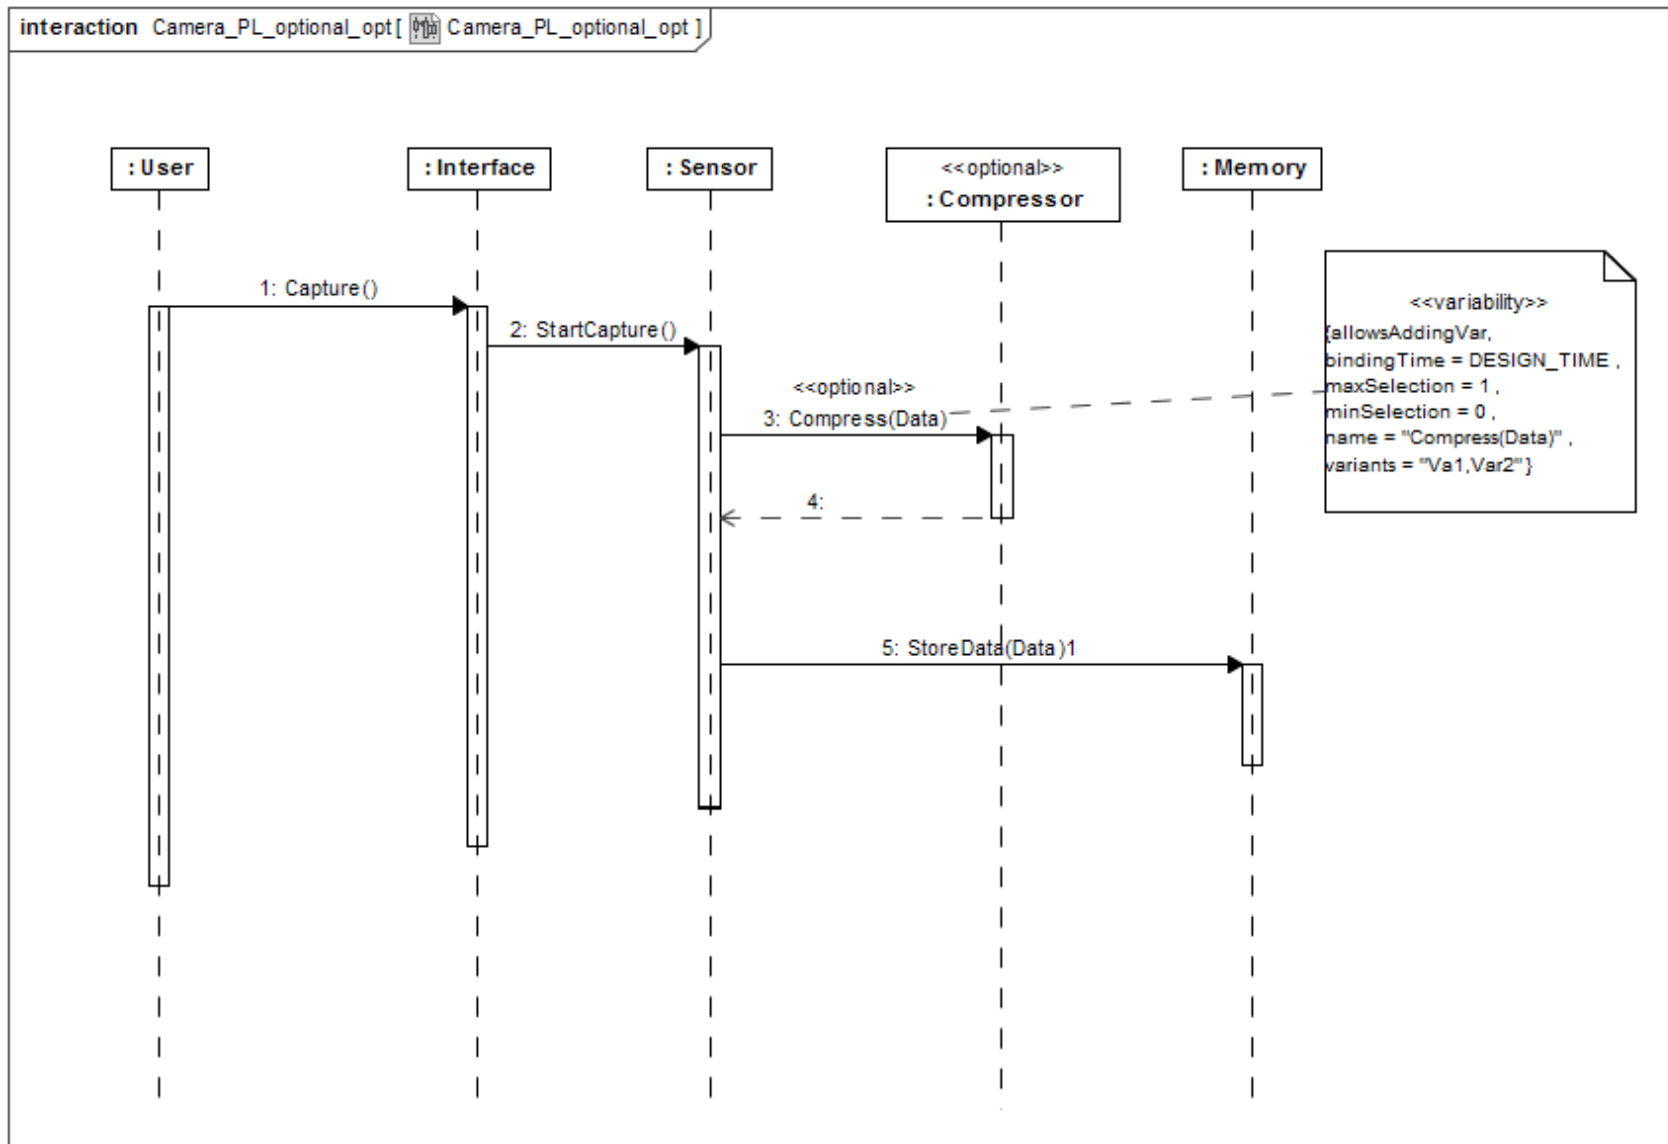 interaction Camera_PL_optional_opt[ Camera_PL_optional_opt ]
: User
: Interface
: Sensor
<<optional>>
: Compressor
: Memory
1: Capture()
2: StartCapture()
<<optional>>
3: Compress(Data)
4:
5: StoreData(Data)1
<<variability>>
{allowsAddingVar,
bindingTime = DESIGN_TIME ,
maxSelection = 1 ,
minSelection = 0 ,
name = "Compress(Data)" ,
variants = "Va1,Var2" }